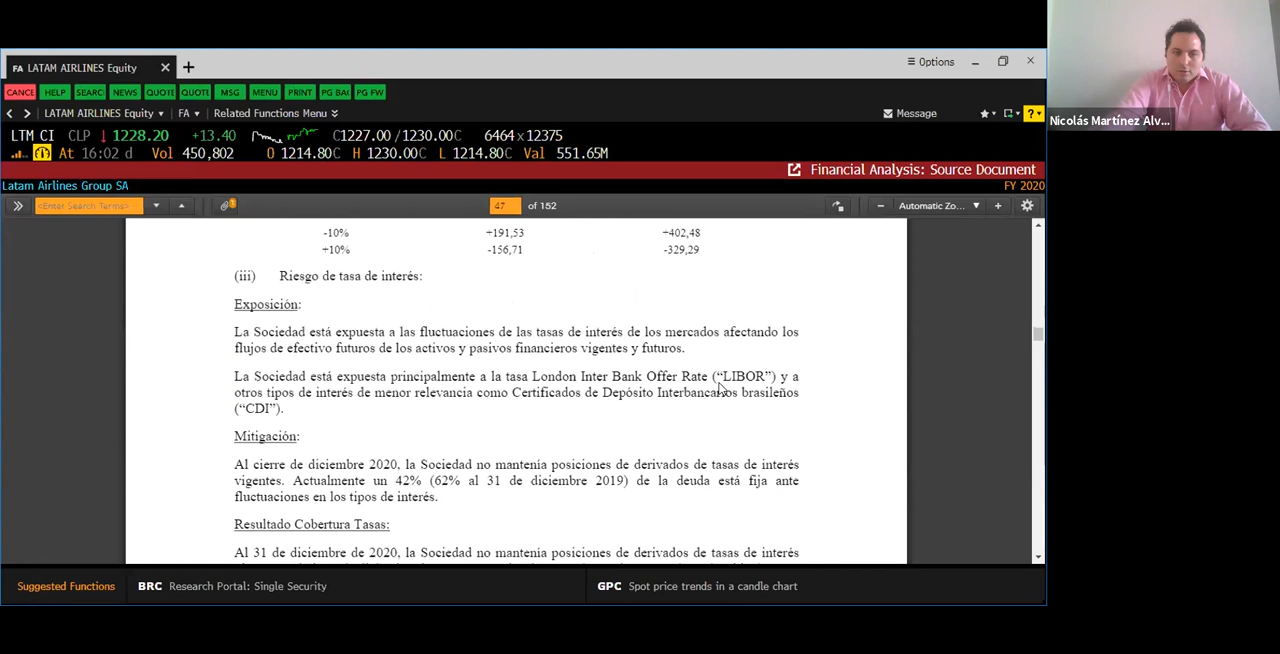 FA LATAM AIRLINES Equity
Options
CANCE HELP SEARC NEWS QUOTE QUOTE MSG MENU PRINT PG BAC PG FW
LATAM AIRLINES Equity FA Related Functions Menu Message ?
LTM CI CLP ↓ 1228.20 +13.40 C1227.00/1230.00C 6464x12375
At 16:02 d Vol 450,802 O 1214.80C H 1230.00C L 1214.80C Val 551.65M
Financial Analysis: Source Document
Latam Airlines Group SA FY 2020
<Enter Search Terms> 47 of 152 Automatic Zo...
-10% +191,53 +402,48
+10% -156,71 -329,29
(iii) Riesgo de tasa de interés:
Exposición:
La Sociedad está expuesta a las fluctuaciones de las tasas de interés de los mercados afectando los
flujos de efectivo futuros de los activos y pasivos financieros vigentes y futuros.
La Sociedad está expuesta principalmente a la tasa London Inter Bank Offer Rate (“LIBOR”) y a
otros tipos de interés de menor relevancia como Certificados de Depósito Interbancarios brasileños
(“CDI”).
Mitigación:
Al cierre de diciembre 2020, la Sociedad no mantenía posiciones de derivados de tasas de interés
vigentes. Actualmente un 42% (62% al 31 de diciembre 2019) de la deuda está fija ante
fluctuaciones en los tipos de interés.
Resultado Cobertura Tasas:
Al 31 de diciembre de 2020, la Sociedad no mantenía posiciones de derivados de tasas de interés
Suggested Functions BRC Research Portal: Single Security GPC Spot price trends in a candle chart
Nicolás Martínez Alv...